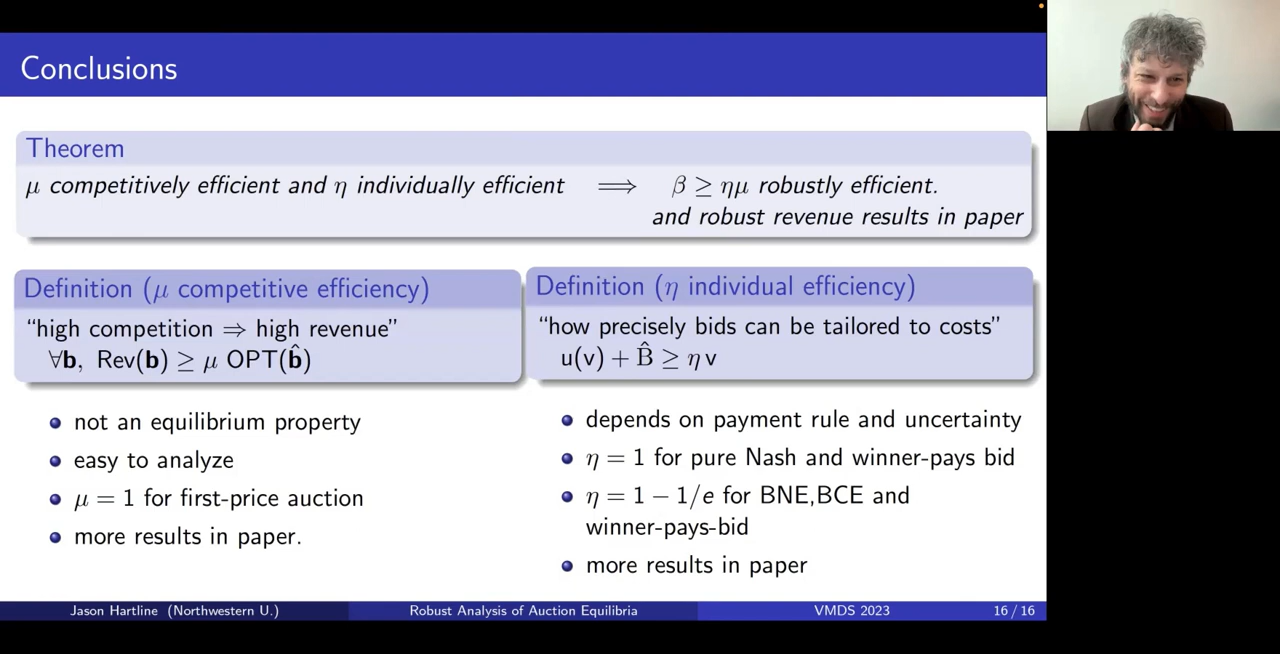 Conclusions
Theorem
μ competitively efficient and η individually efficient ⟹ β ≥ ημ robustly efficient.
and robust revenue results in paper
Definition (μ competitive efficiency)
“high competition ⇒ high revenue”
∀b, Rev(b) ≥ μ OPT(b̂)
not an equilibrium property
easy to analyze
μ = 1 for first-price auction
more results in paper.
Definition (η individual efficiency)
“how precisely bids can be tailored to costs”
u(v) + B̂ ≥ η v
depends on payment rule and uncertainty
η = 1 for pure Nash and winner-pays bid
η = 1 − 1/e for BNE,BCE and
winner-pays-bid
more results in paper
Jason Hartline (Northwestern U.) Robust Analysis of Auction Equilibria VMDS 2023 16 / 16